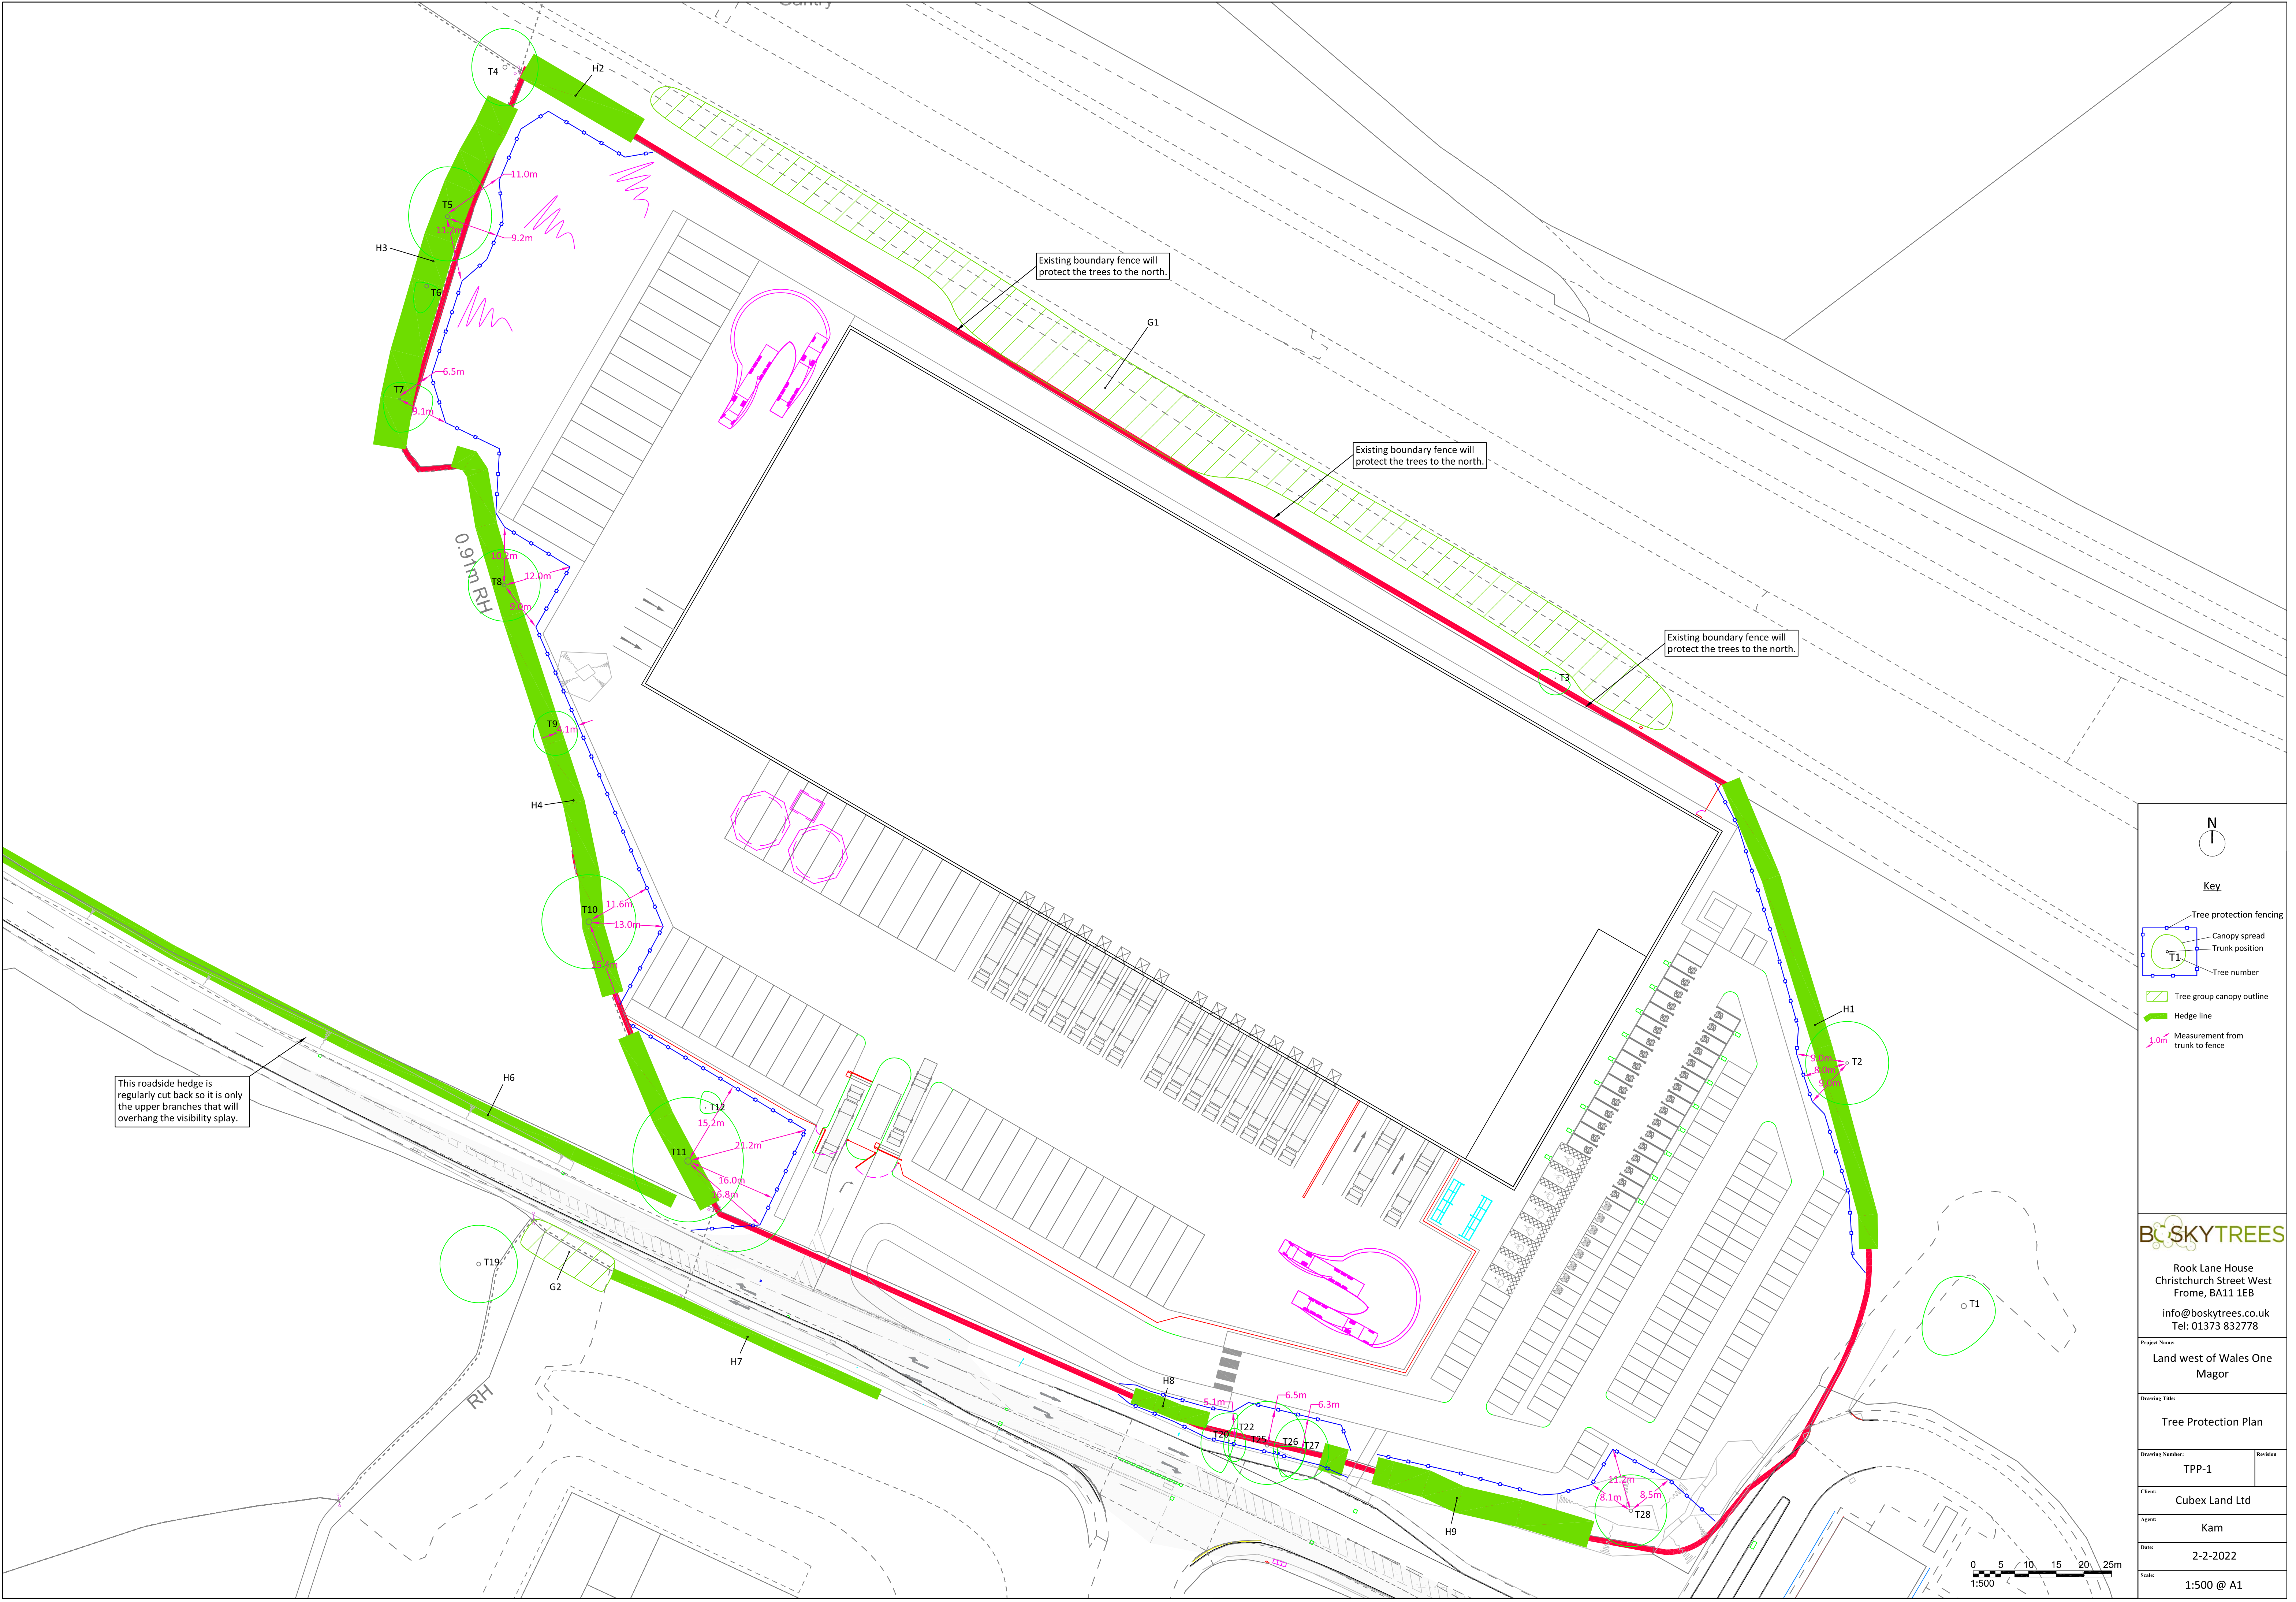 Gantry
T4
H2
11.0m
T5
11.2m
9.2m
H3
T6
Existing boundary fence will
protect the trees to the north.
G1
6.5m
T7
9.1m
Existing boundary fence will
protect the trees to the north.
0.91m RH
10.2m
12.0m
T8
9.0m
Existing boundary fence will
protect the trees to the north.
T3
T9
4.1m
H4
11.6m
T10
13.0m
15.4m
H1
T2
9.0m
8.0m
9.0m
This roadside hedge is
regularly cut back so it is only
the upper branches that will
overhang the visibility splay.
H6
T12
15.2m
21.2m
T11
16.0m
16.8m
T19
G2
T1
H7
RH
H8
5.1m
6.5m
6.3m
T20
T22
T25
T26
T27
H9
11.2m
8.1m
8.5m
T28
0 5 10 15 20 25m
1:500
N
Key
Tree protection fencing
Canopy spread
Trunk position
T1
Tree number
Tree group canopy outline
Hedge line
1.0m
Measurement from
trunk to fence
BOSKYTREES
Rook Lane House
Christchurch Street West
Frome, BA11 1EB
info@boskytrees.co.uk
Tel: 01373 832778
Project Name:
Land west of Wales One
Magor
Drawing Title:
Tree Protection Plan
Drawing Number:
Revision
TPP-1
Client:
Cubex Land Ltd
Agent:
Kam
Date:
2-2-2022
Scale:
1:500 @ A1